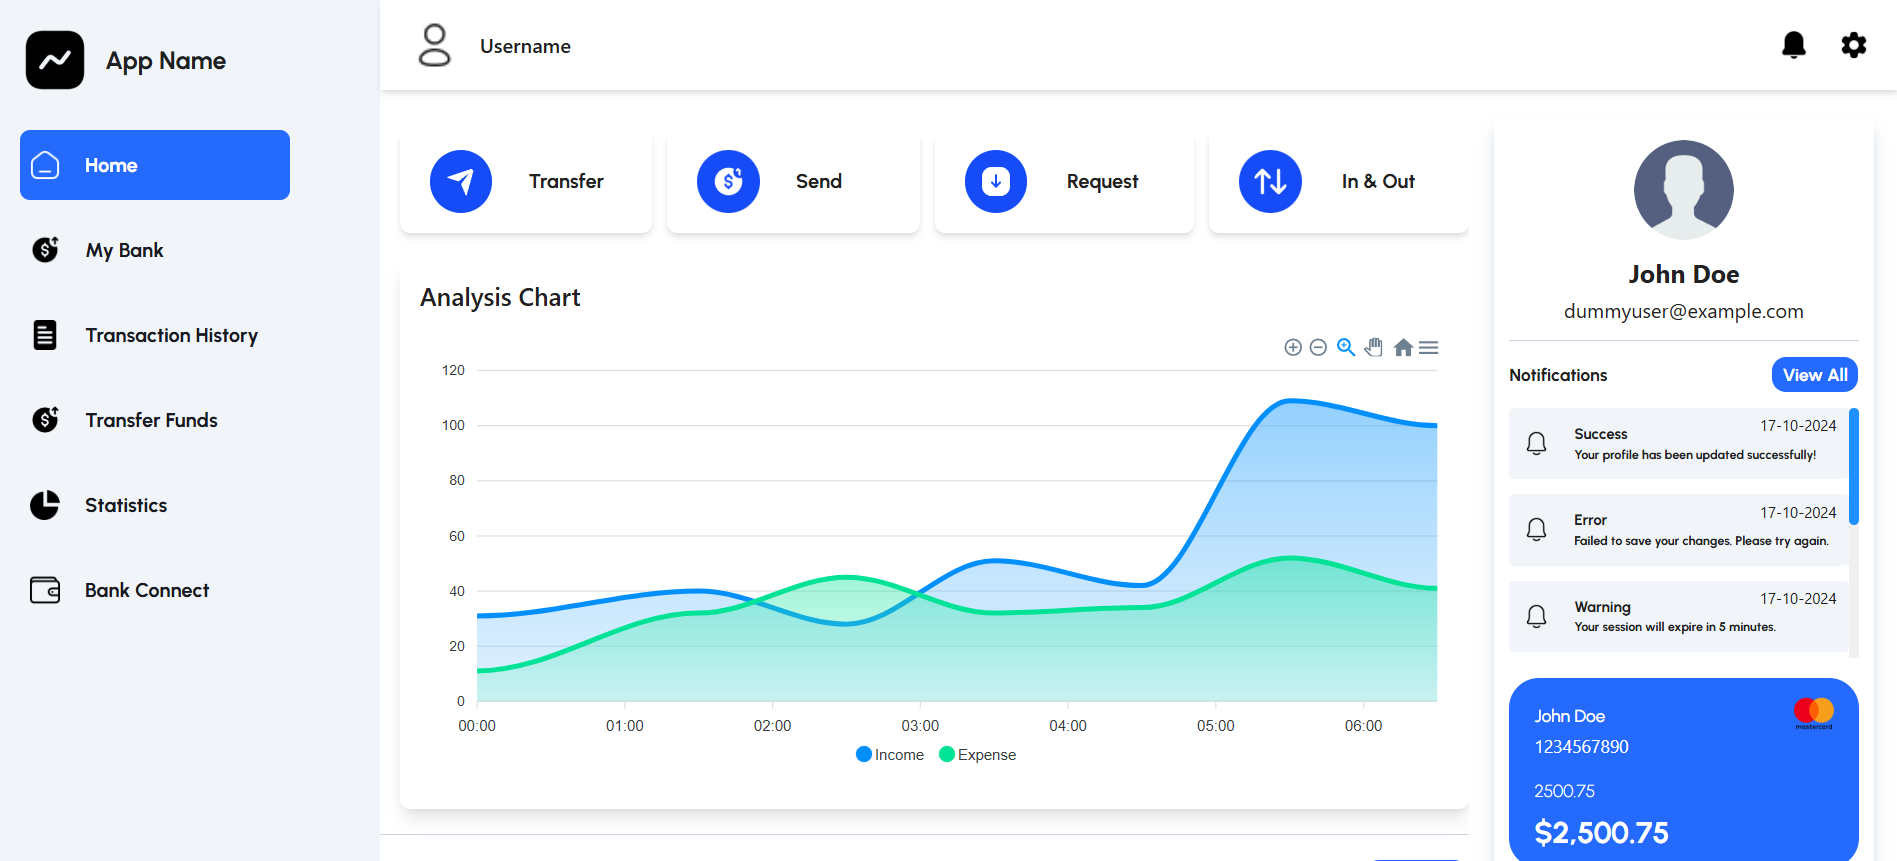 App Name
Username
Home
My Bank
Transaction History
Transfer Funds
Statistics
Bank Connect
Transfer
Send
Request
In & Out
Analysis Chart
120
100
80
60
40
20
0
00:00
01:00
02:00
03:00
04:00
05:00
06:00
Income
Expense
John Doe
dummyuser@example.com
Notifications
View All
Success
17-10-2024
Your profile has been updated successfully!
Error
17-10-2024
Failed to save your changes. Please try again.
Warning
17-10-2024
Your session will expire in 5 minutes.
John Doe
mastercard
1234567890
2500.75
$2,500.75